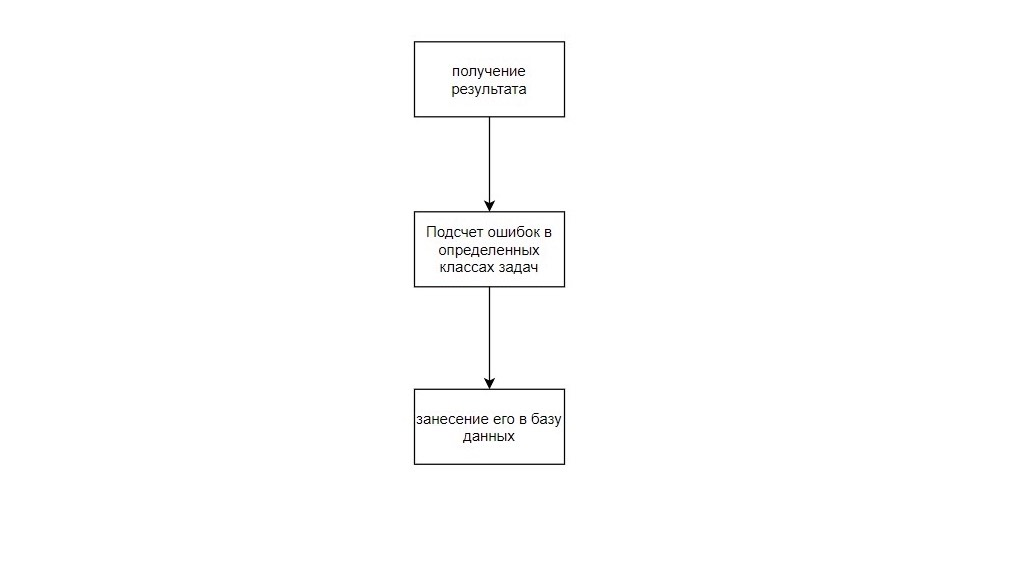 получение
результата
Подсчет ошибок в
определенных
классах задач
занесение его в базу
данных